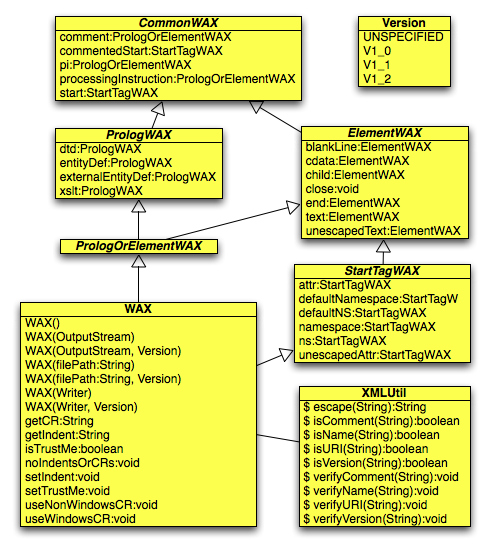 CommonWAX
comment:PrologOrElementWAX
commentedStart:StartTagWAX
pi:PrologOrElementWAX
processingInstruction:PrologOrElementWAX
start:StartTagWAX
Version
UNSPECIFIED
V1_0
V1_1
V1_2
PrologWAX
dtd:PrologWAX
entityDef:PrologWAX
externalEntityDef:PrologWAX
xslt:PrologWAX
ElementWAX
blankLine:ElementWAX
cdata:ElementWAX
child:ElementWAX
close:void
end:ElementWAX
text:ElementWAX
unescapedText:ElementWAX
PrologOrElementWAX
StartTagWAX
attr:StartTagWAX
defaultNamespace:StartTagW
defaultNS:StartTagWAX
namespace:StartTagWAX
ns:StartTagWAX
unescapedAttr:StartTagWAX
WAX
WAX()
WAX(OutputStream)
WAX(OutputStream, Version)
WAX(filePath:String)
WAX(filePath:String, Version)
WAX(Writer)
WAX(Writer, Version)
getCR:String
getIndent:String
isTrustMe:boolean
noIndentsOrCRs:void
setIndent:void
setTrustMe:void
useNonWindowsCR:void
useWindowsCR:void
XMLUtil
$ escape(String):String
$ isComment(String):boolean
$ isName(String):boolean
$ isURI(String):boolean
$ isVersion(String):boolean
$ verifyComment(String):void
$ verifyName(String):void
$ verifyURI(String):void
$ verifyVersion(String):void